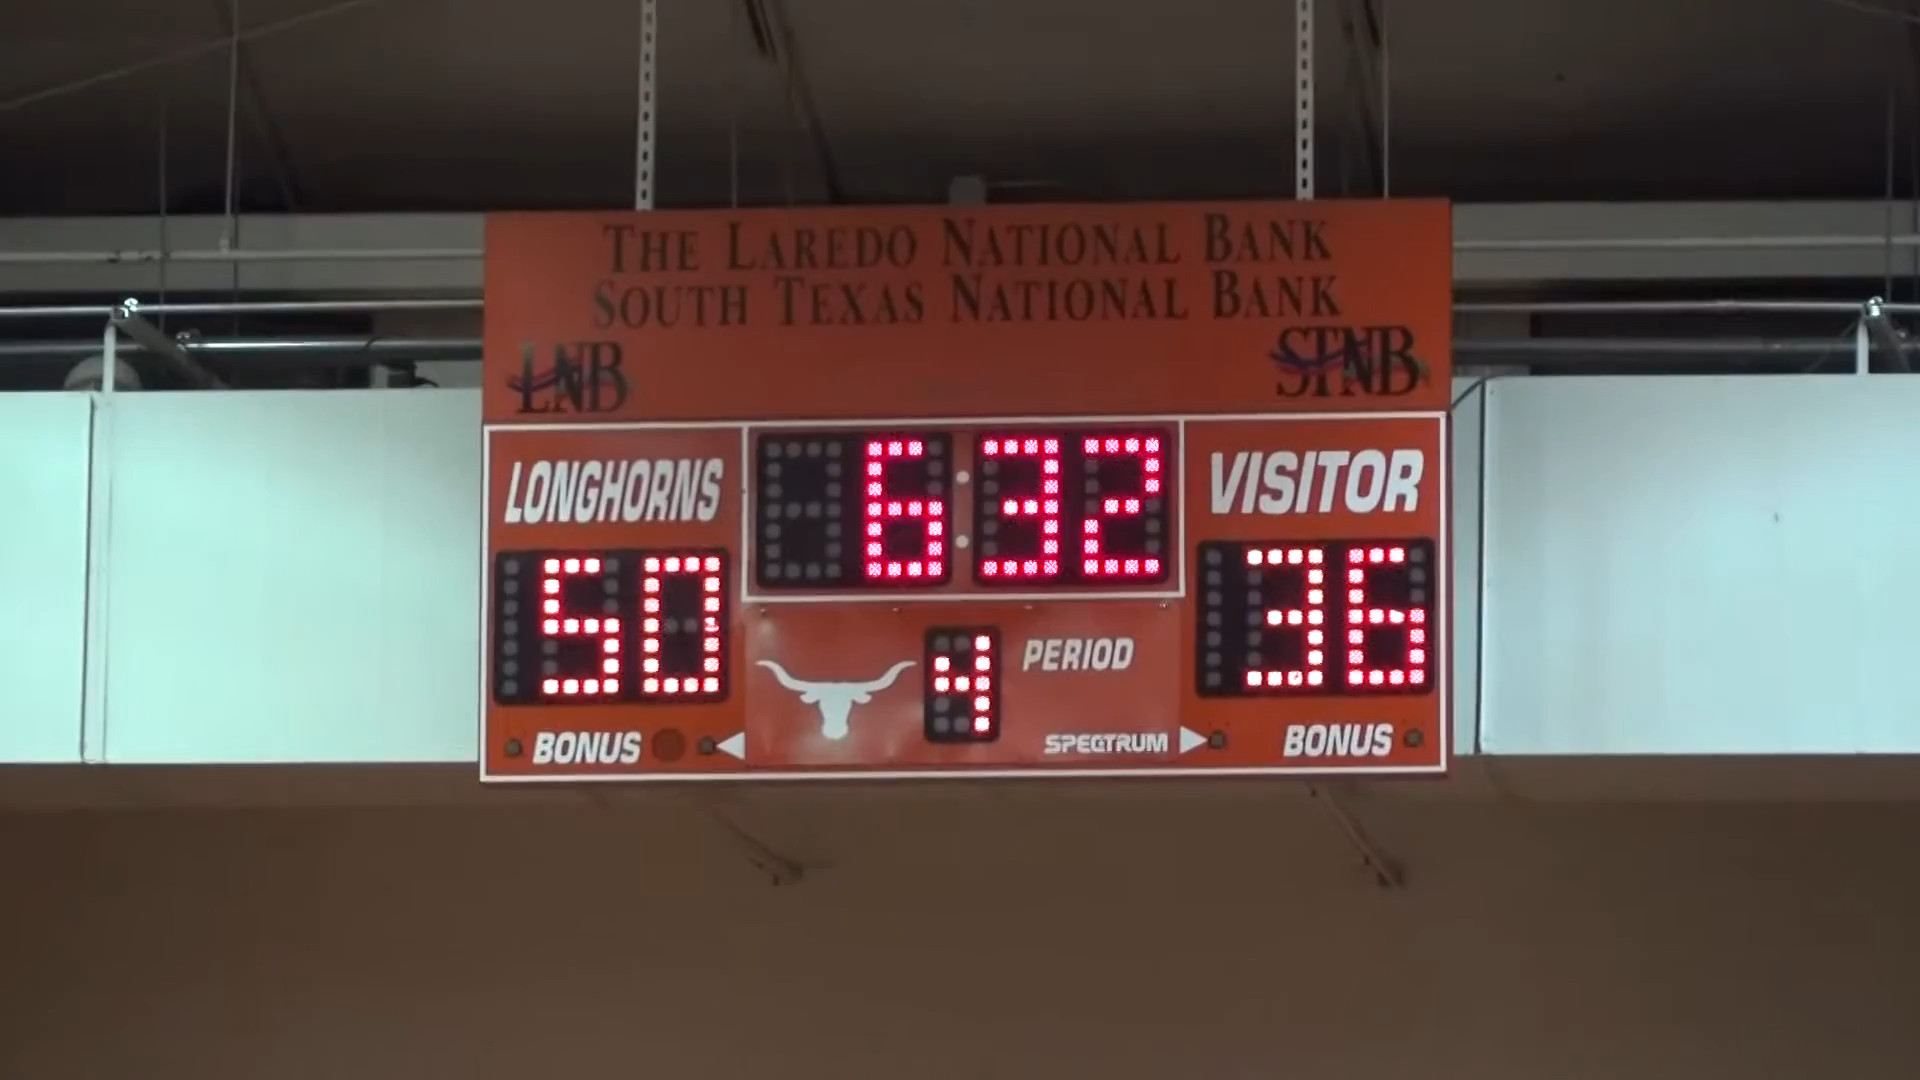 THE LAREDO NATIONAL BANK
SOUTH TEXAS NATIONAL BANK
LNB
STNB
LONGHORNS
6:32
VISITOR
50
36
4
PERIOD
BONUS
SPECTRUM
BONUS